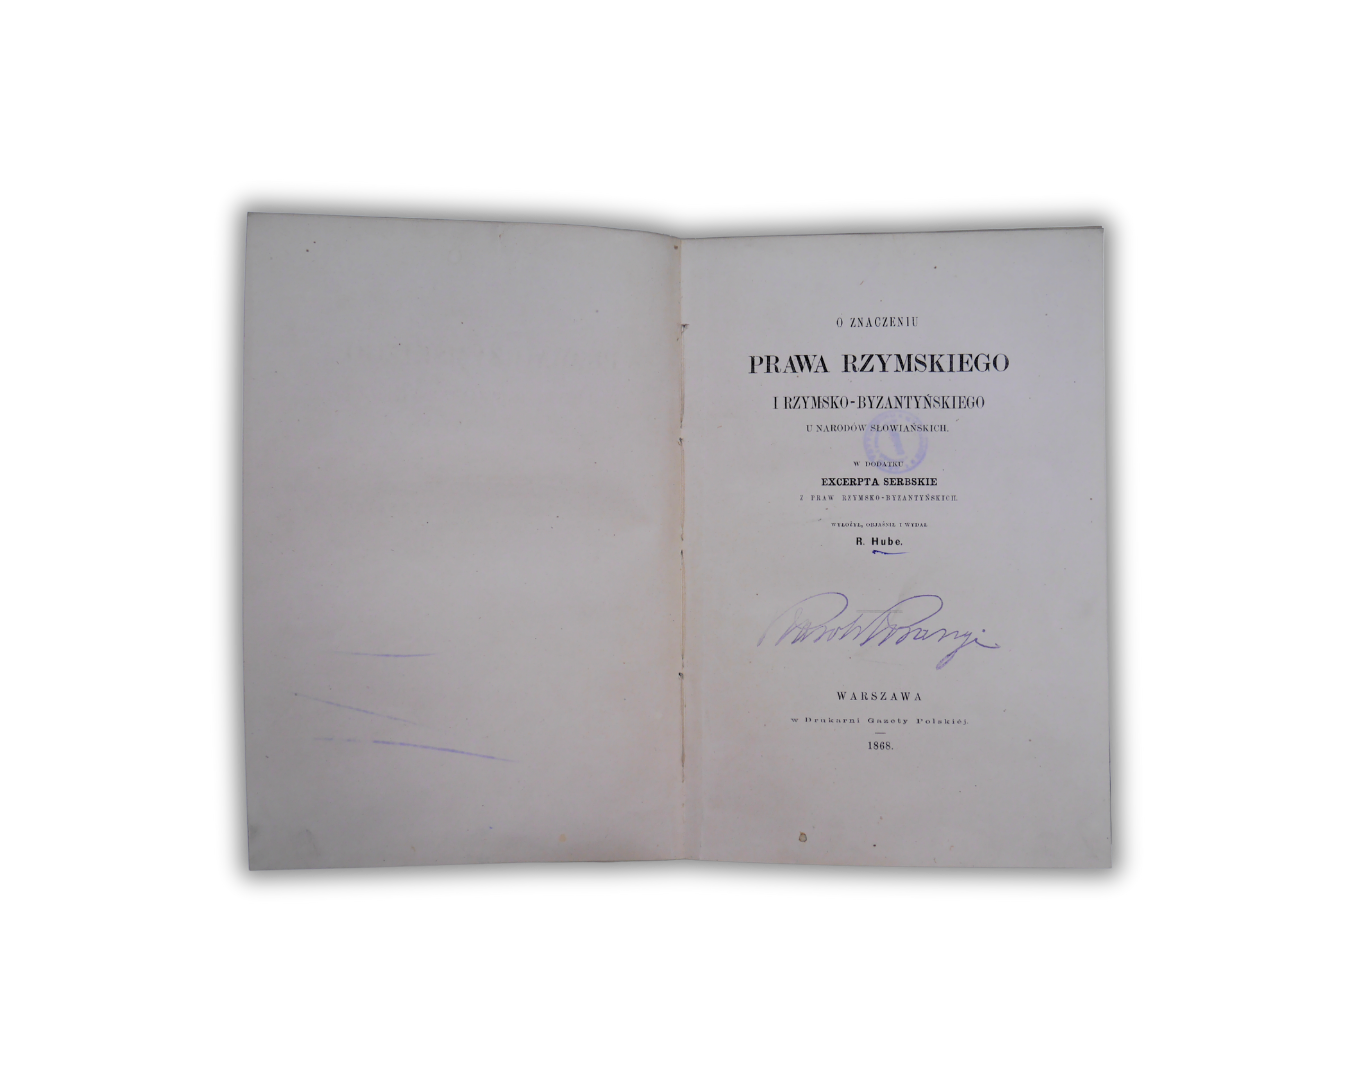 O ZNACZENIU
PRAWA RZYMSKIEGO
I RZYMSKO-BYZANTYŃSKIEGO
U NARODÓW SŁOWIAŃSKICH.
W DODATKU
EXCERPTA SERBSKIE
Z PRAW RZYMSKO-BYZANTYŃSKICH.
WYŁOŻYŁ, OBJAŚNIŁ I WYDAŁ
R. Hube.
WARSZAWA
w Drukarni Gazety Polskiéj.
1868.